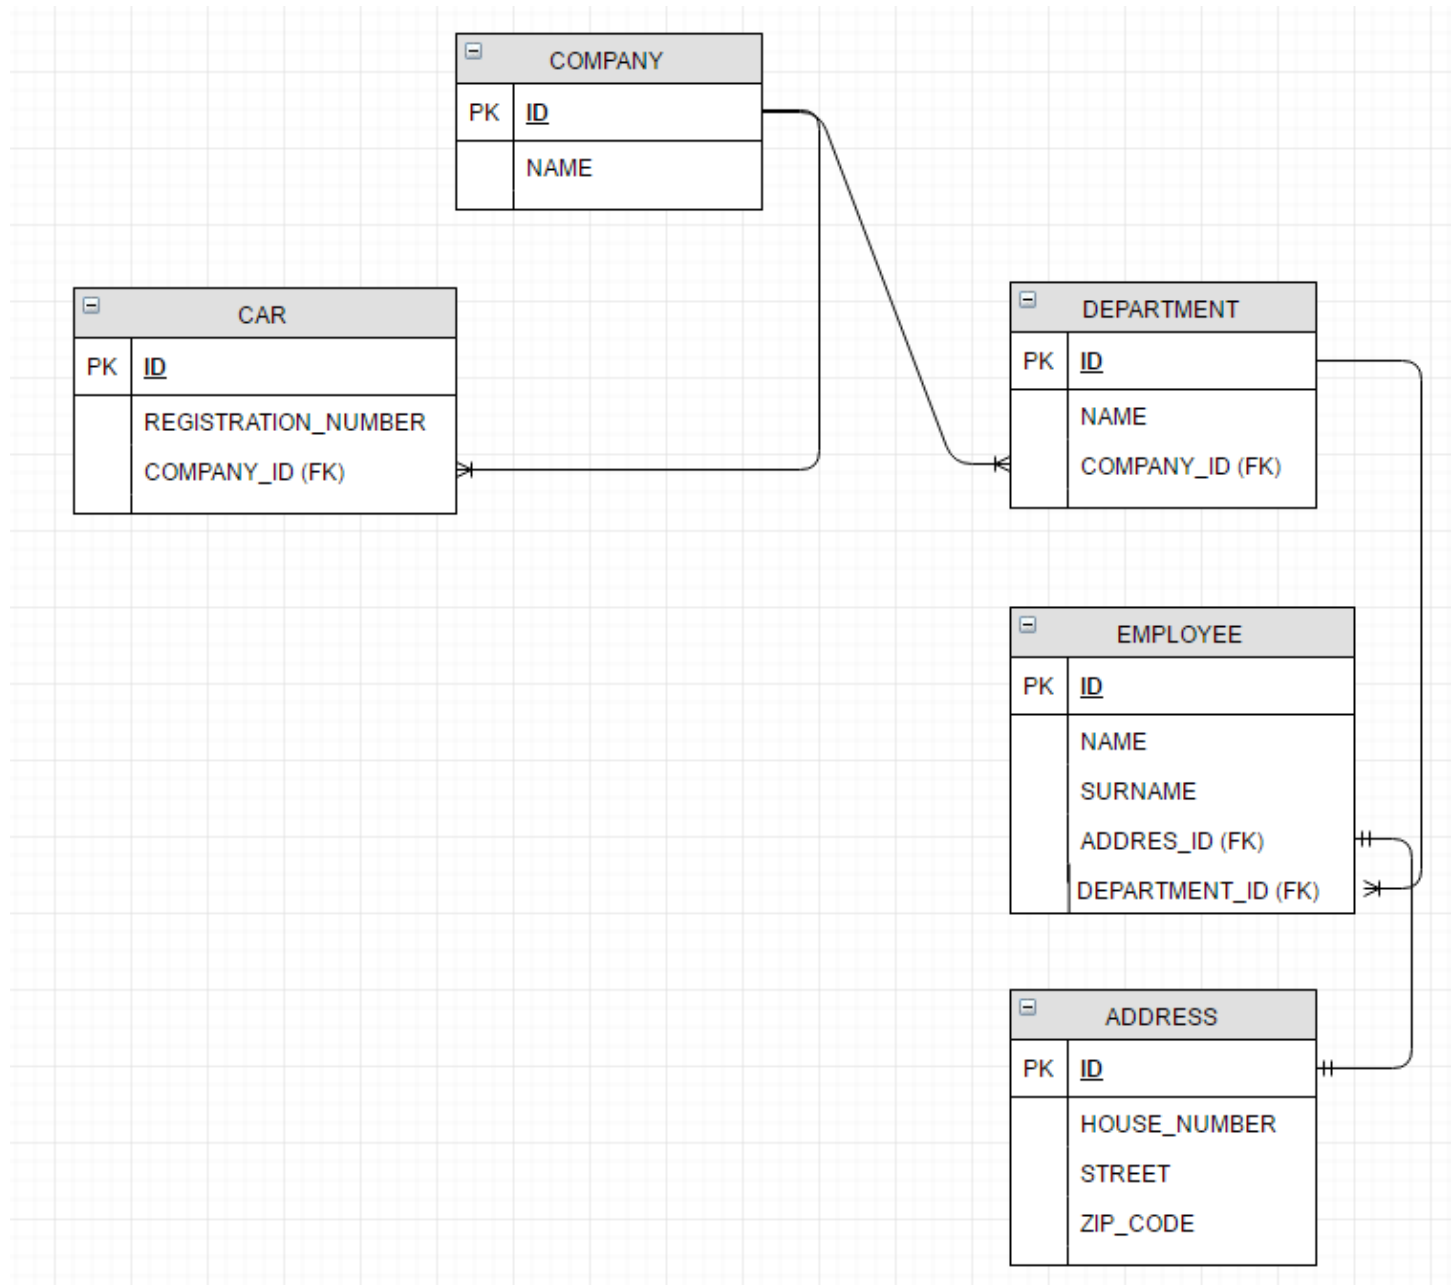 COMPANY
PK ID
NAME
CAR
PK ID
REGISTRATION_NUMBER
COMPANY_ID (FK)
DEPARTMENT
PK ID
NAME
COMPANY_ID (FK)
EMPLOYEE
PK ID
NAME
SURNAME
ADDRES_ID (FK)
DEPARTMENT_ID (FK)
ADDRESS
PK ID
HOUSE_NUMBER
STREET
ZIP_CODE